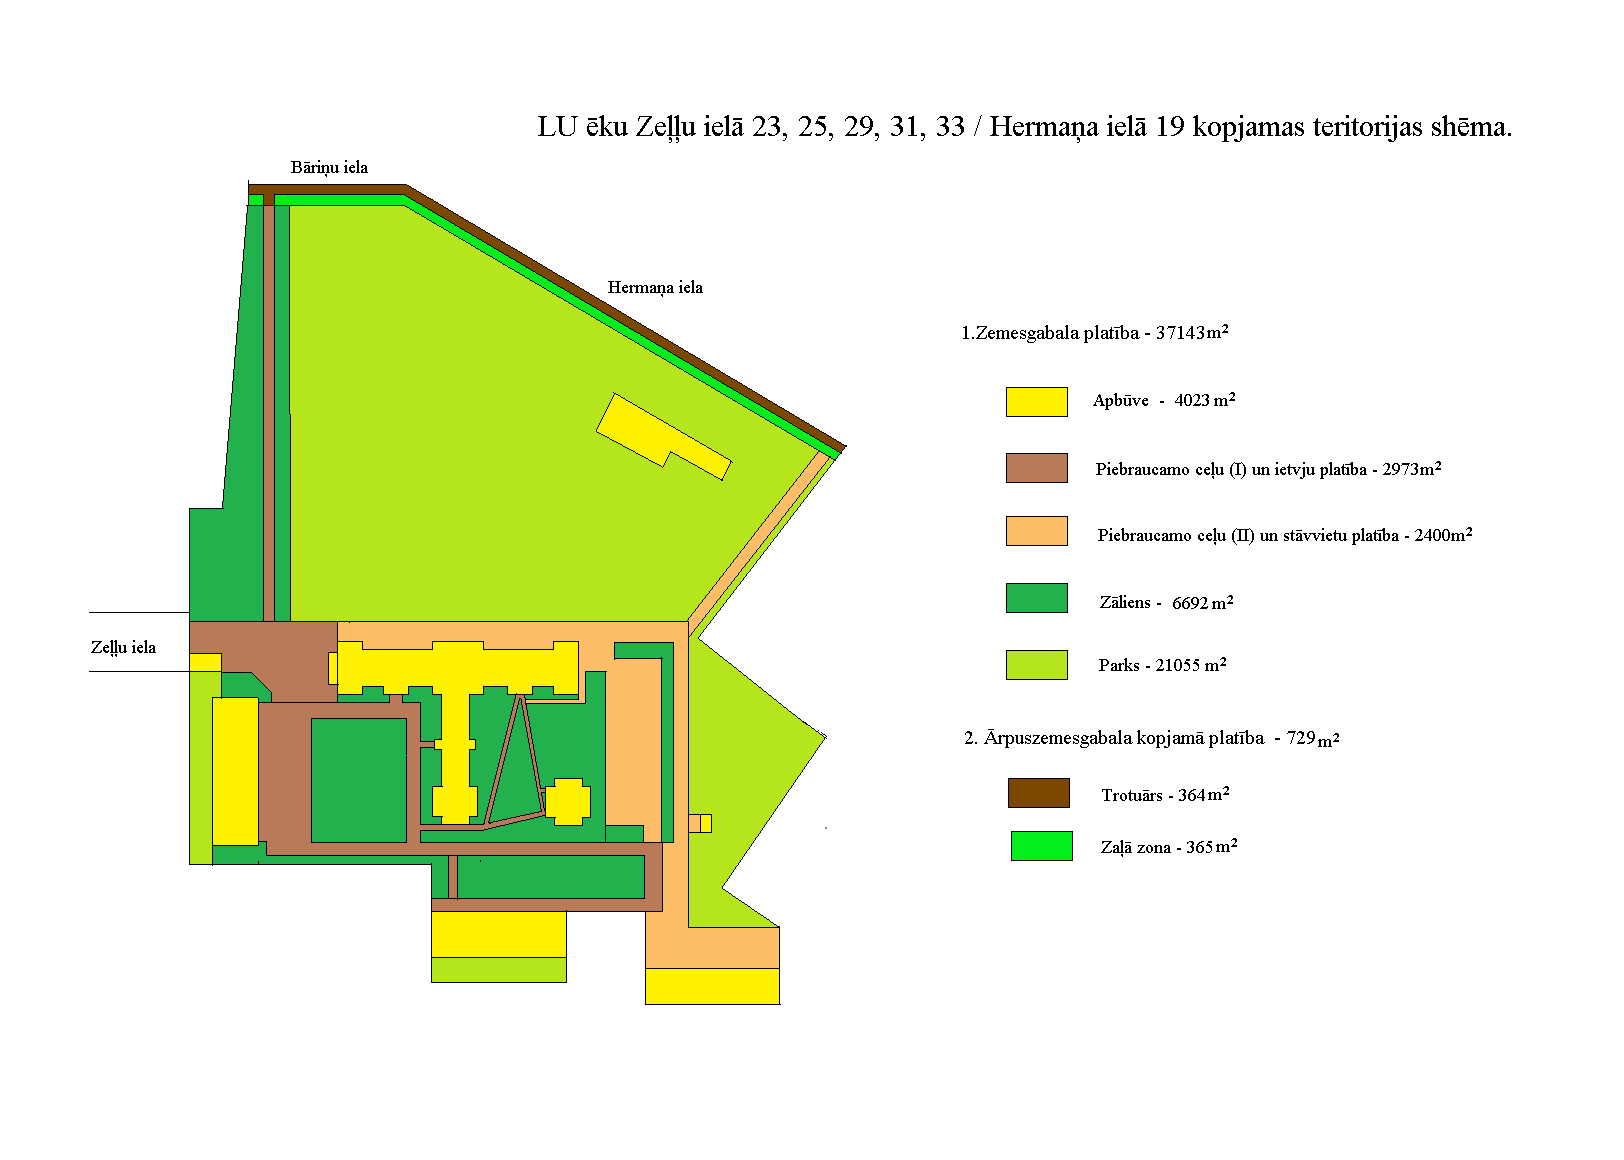 LU ēku Zeļļu ielā 23, 25, 29, 31, 33 / Hermaņa ielā 19 kopjamas teritorijas shēma.
Bāriņu iela
Hermaņa iela
Zeļļu iela
1.Zemesgabala platība - 37143m²
Apbūve - 4023 m²
Piebraucamo ceļu (I) un ietvju platība - 2973m²
Piebraucamo ceļu (II) un stāvvietu platība - 2400m²
Zāliens - 6692 m²
Parks - 21055 m²
2. Ārpuszemesgabala kopjamā platība - 729 m²
Trotuārs - 364 m²
Zaļā zona - 365 m²